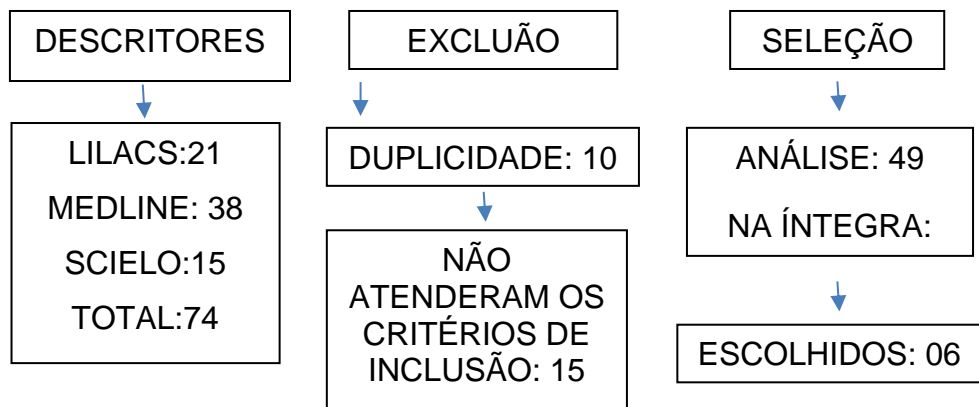 DESCRITORES
LILACS:21
MEDLINE: 38
SCIELO:15
TOTAL:74
EXCLUÃO
DUPLICIDADE: 10
NÃO
ATENDERAM OS
CRITÉRIOS DE
INCLUSÃO: 15
SELEÇÃO
ANÁLISE: 49
NA ÍNTEGRA:
ESCOLHIDOS: 06